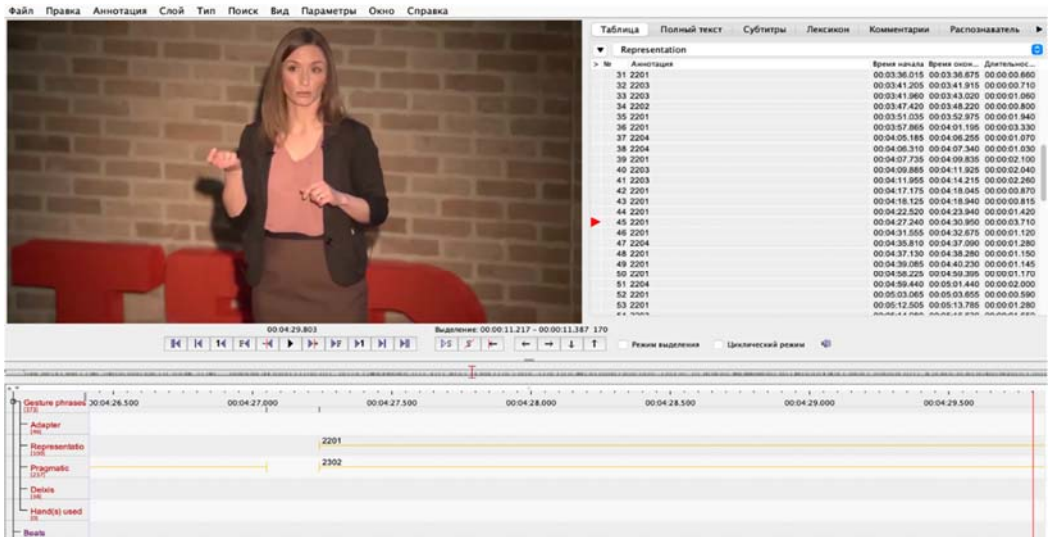 Файл Правка Аннотация Слой Тип Поиск Вид Параметры Окно Справка
Таблица Полный текст Субтитры Лексикон Комментарии Распознаватель
Representation
> № Аннотация Время начала Время окон... Длительнос...
31 2201 00:03:36.015 00:03:36.675 00:00:00.660
32 2203 00:03:41.205 00:03:41.915 00:00:00.710
33 2203 00:03:41.960 00:03:43.020 00:00:01.060
34 2202 00:03:47.420 00:03:48.220 00:00:00.800
35 2201 00:03:51.035 00:03:52.975 00:00:01.940
36 2201 00:03:57.865 00:04:01.195 00:00:03.330
37 2204 00:04:05.185 00:04:06.255 00:00:01.070
38 2204 00:04:06.310 00:04:07.340 00:00:01.030
39 2201 00:04:07.735 00:04:09.835 00:00:02.100
40 2203 00:04:09.885 00:04:11.925 00:00:02.040
41 2203 00:04:11.955 00:04:14.215 00:00:02.260
42 2201 00:04:17.175 00:04:18.045 00:00:00.870
43 2201 00:04:18.125 00:04:18.940 00:00:00.815
44 2201 00:04:22.520 00:04:23.940 00:00:01.420
45 2201 00:04:27.240 00:04:30.950 00:00:03.710
46 2201 00:04:31.555 00:04:32.675 00:00:01.120
47 2204 00:04:35.810 00:04:37.090 00:00:01.280
48 2201 00:04:37.130 00:04:38.280 00:00:01.150
49 2201 00:04:39.085 00:04:40.230 00:00:01.145
50 2201 00:04:58.225 00:04:59.395 00:00:01.170
51 2204 00:04:59.440 00:05:01.440 00:00:02.000
52 2201 00:05:03.065 00:05:03.655 00:00:00.590
53 2201 00:05:12.505 00:05:13.785 00:00:01.280
TED
00:04:29.803 Выделение: 00:00:11.217 - 00:00:11.387 170
Режим выделения Циклический режим
00:04:26.500 00:04:27.000 00:04:27.500 00:04:28.000 00:04:28.500 00:04:29.000 00:04:29.500
Gesture phrases
Adapter
Representatio
2201
Pragmatic
2302
Deixis
Hand(s) used
Beats